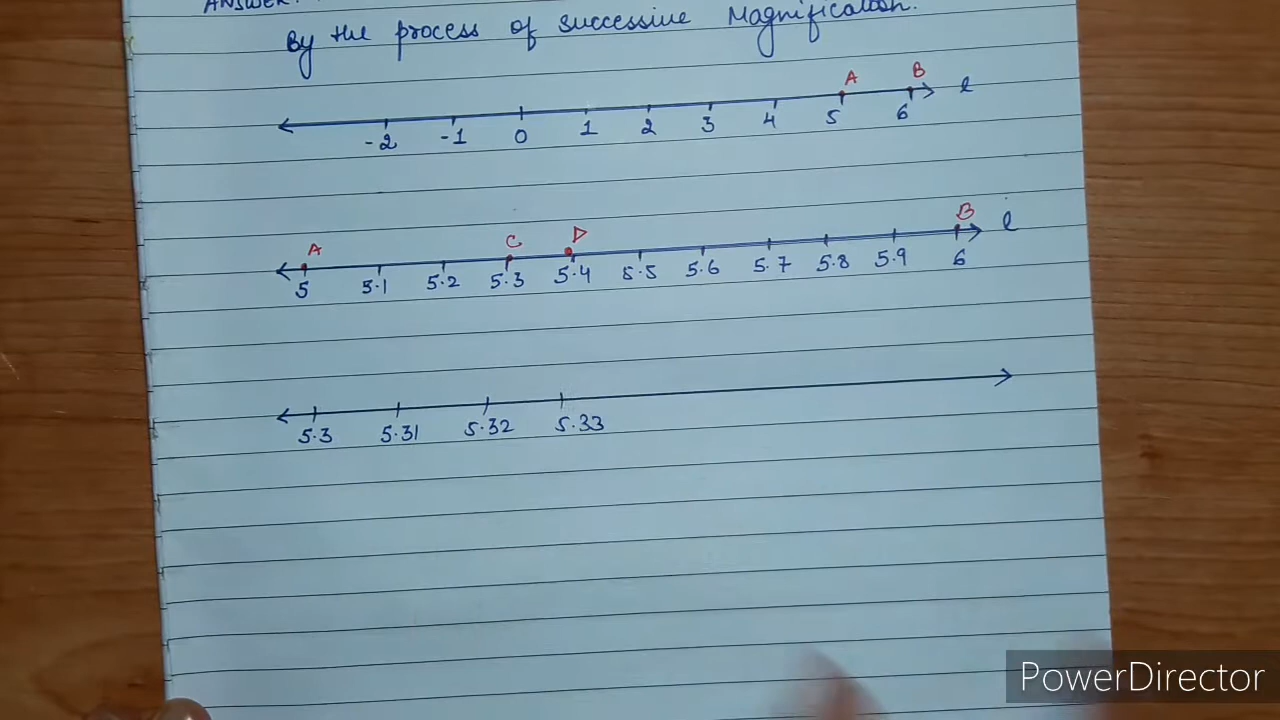 ANSWER:
By the process of successive Magnification.
A B
-2 -1 0 1 2 3 4 5 6 l
A C D B
5 5.1 5.2 5.3 5.4 5.5 5.6 5.7 5.8 5.9 6 l
5.3 5.31 5.32 5.33
PowerDirector